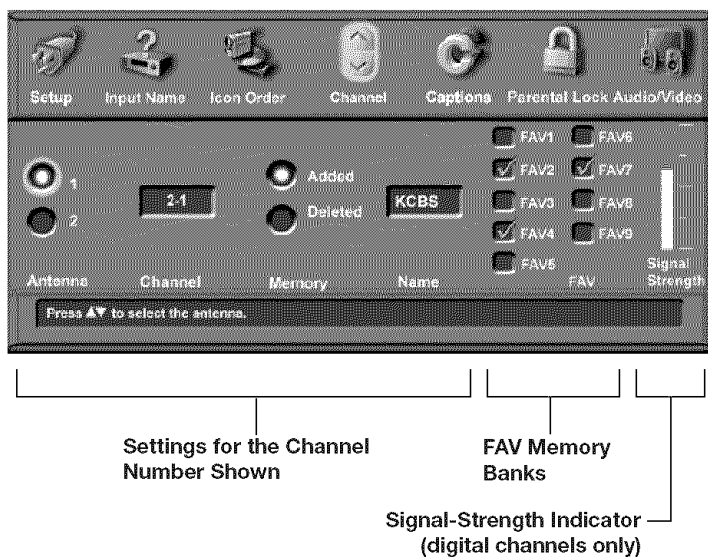 Setup Input Name Icon Order Channel Captions Parental Lock Audio/Video
FAV1 FAV6
1 Added FAV2 FAV7
2-1 KCBS
2 Deleted FAV3 FAV8
FAV4 FAV9
FAV5
Antenna Channel Memory Name FAV Signal Strength
Press ▲▼ to select the antenna.
Settings for the Channel
Number Shown
FAV Memory
Banks
Signal-Strength Indicator
(digital channels only)